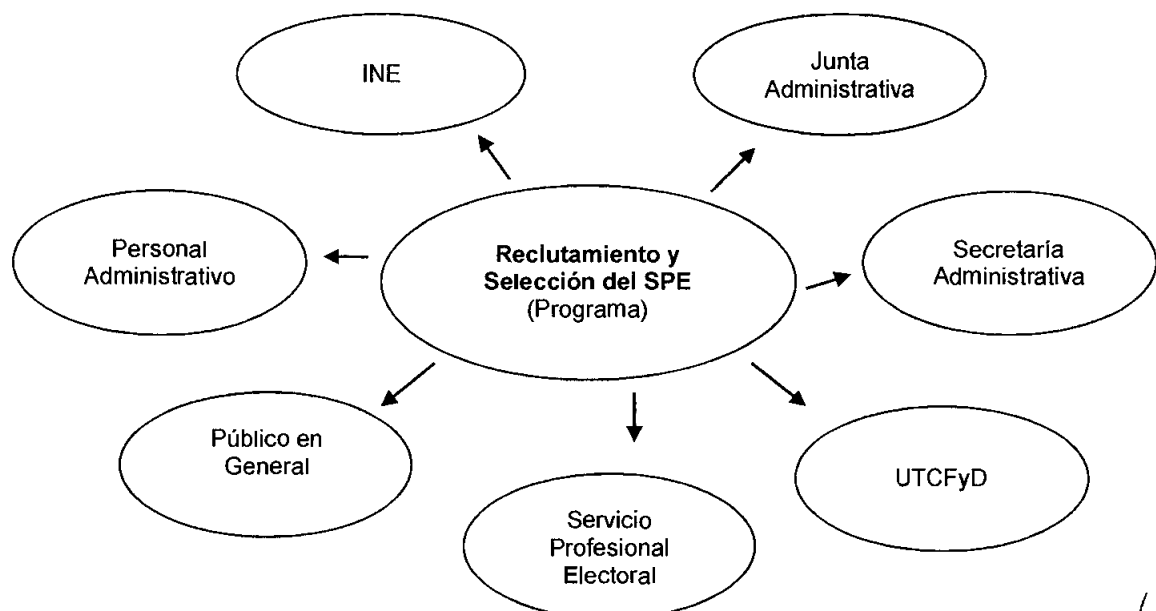 INE
Junta
Administrativa
Personal
Administrativo
Reclutamiento y
Selección del SPE
(Programa)
Secretaría
Administrativa
Público en
General
Servicio
Profesional
Electoral
UTCFyD